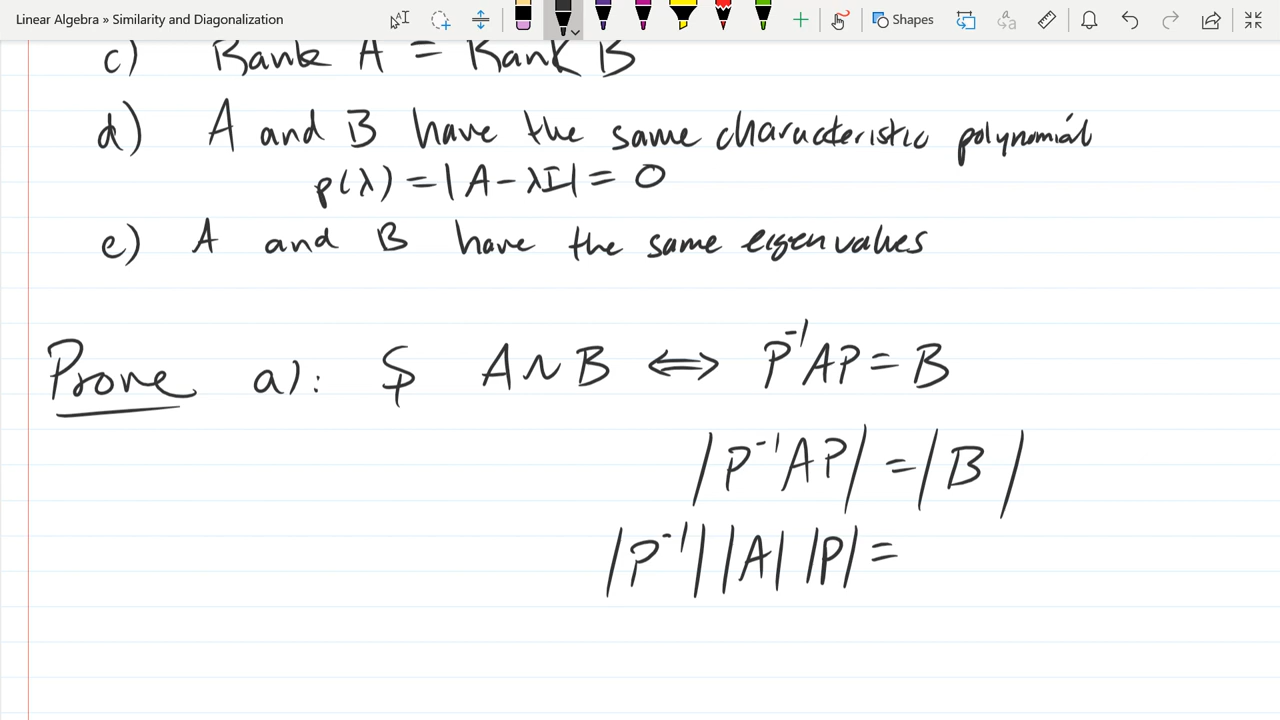 Linear Algebra » Similarity and Diagonalization
Shapes
c) Rank A = Rank B
d) A and B have the same characteristic polynomial
p(λ) = |A - λI| = 0
e) A and B have the same eigenvalues
Prove a): $ A ~ B ⟺ P⁻¹AP = B
|P⁻¹AP| = |B|
|P⁻¹| |A| |P| =